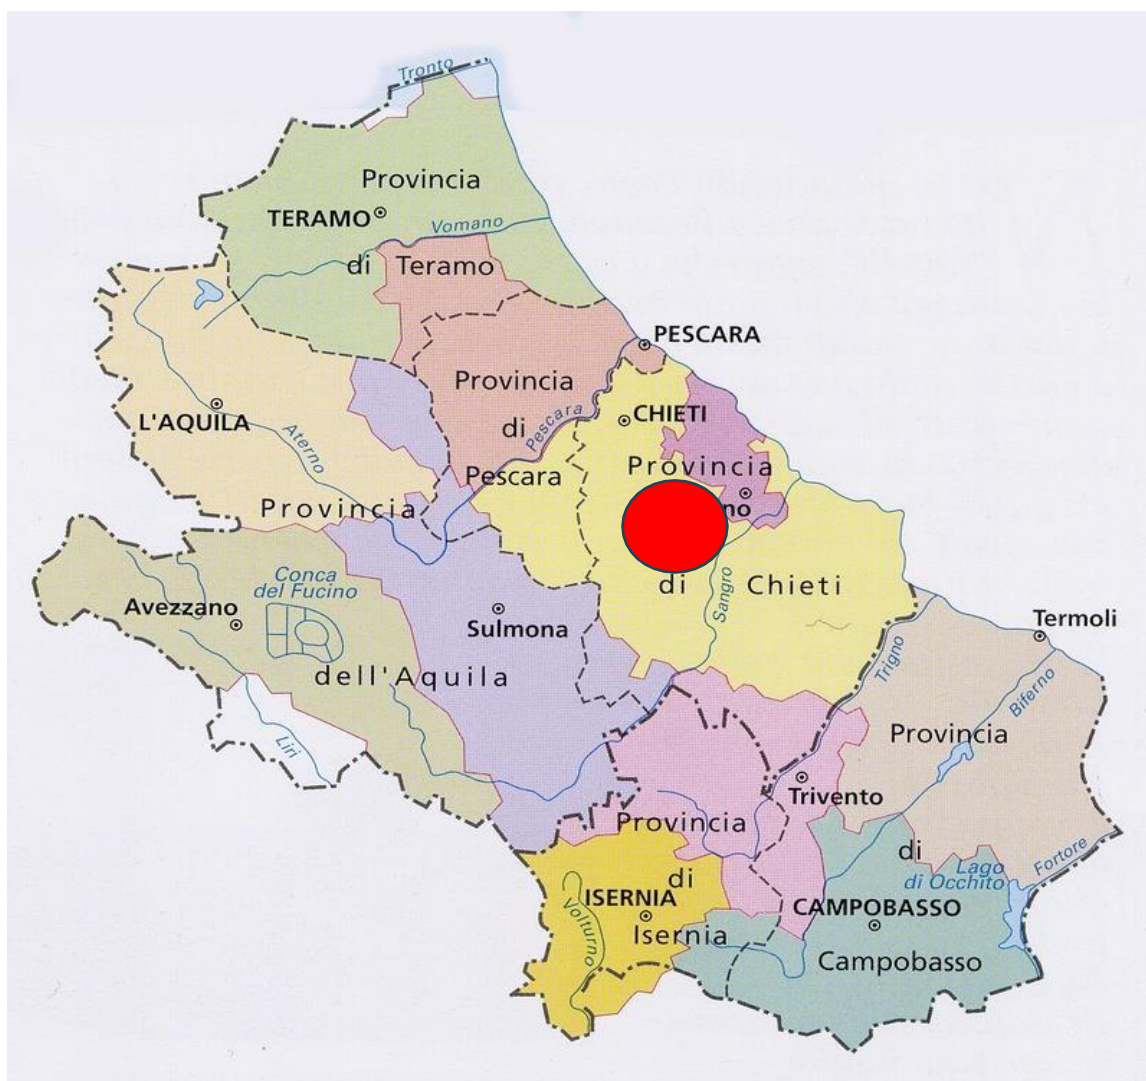 Tronto
Provincia
TERAMO
Vomano
di Teramo
PESCARA
Provincia
di
Pescara
CHIETI
L'AQUILA
Aterno
Provincia
Pescara
Provincia
no
di Chieti
Sangro
Conca
del Fucino
Avezzano
Sulmona
Termoli
dell'Aquila
Trigno
Biferno
Liri
Provincia
Trivento
Provincia
di
di
Lago
di Occhito
Fortore
ISERNIA
CAMPOBASSO
Volturno
Isernia
Campobasso